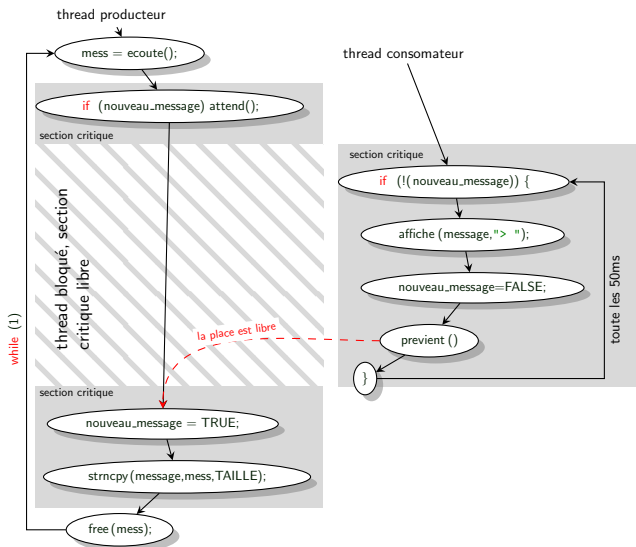 thread producteur
mess = ecoute();
if (nouveau_message) attend();
section critique
thread bloqué, section
critique libre
while (1)
section critique
nouveau_message = TRUE;
strncpy(message,mess,TAILLE);
free(mess);
la place est libre
thread consomateur
section critique
if (!(nouveau_message)) {
affiche(message,"> ");
nouveau_message=FALSE;
previent()
}
toute les 50ms